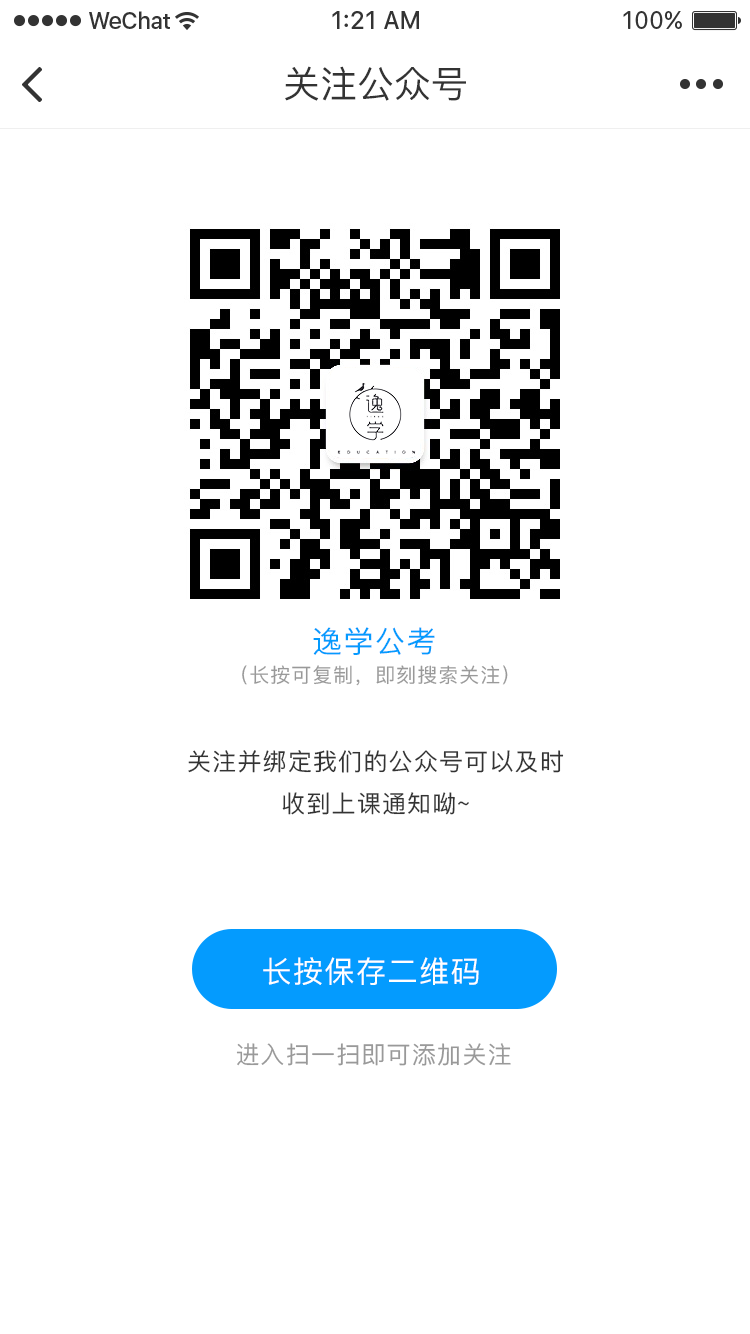 WeChat 1:21 AM 100%
关注公众号
逸学
EDUCATION
逸学公考
（长按可复制，即刻搜索关注）
关注并绑定我们的公众号可以及时
收到上课通知呦~
长按保存二维码
进入扫一扫即可添加关注